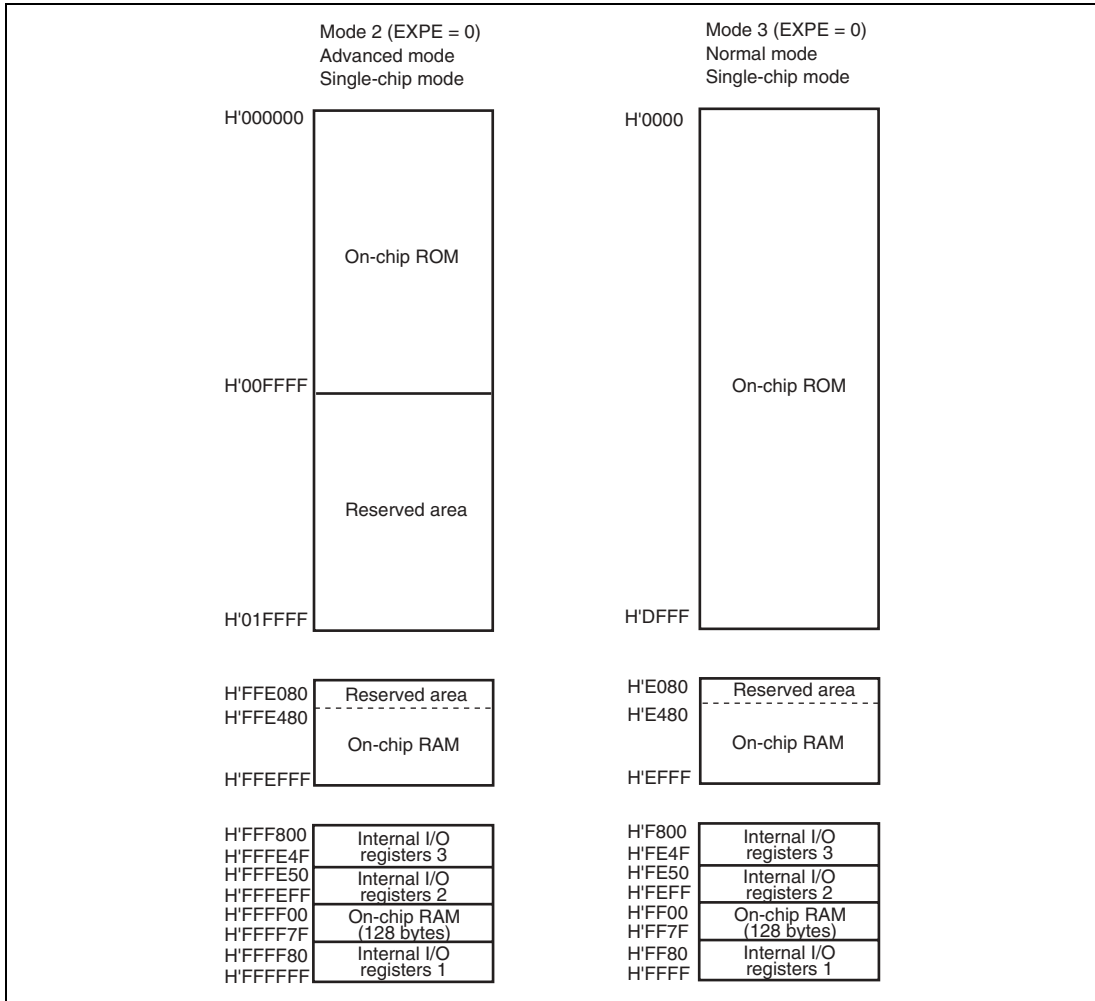 Mode 2 (EXPE = 0)
Advanced mode
Single-chip mode
H'000000
On-chip ROM
H'00FFFF
Reserved area
H'01FFFF
H'FFE080
Reserved area
H'FFE480
On-chip RAM
H'FFEFFF
H'FFF800
Internal I/O
registers 3
H'FFFE4F
H'FFFE50
Internal I/O
registers 2
H'FFFEFF
H'FFFF00
On-chip RAM
(128 bytes)
H'FFFF7F
H'FFFF80
Internal I/O
registers 1
H'FFFFFF
Mode 3 (EXPE = 0)
Normal mode
Single-chip mode
H'0000
On-chip ROM
H'DFFF
H'E080
Reserved area
H'E480
On-chip RAM
H'EFFF
H'F800
Internal I/O
registers 3
H'FE4F
H'FE50
Internal I/O
registers 2
H'FEFF
H'FF00
On-chip RAM
(128 bytes)
H'FF7F
H'FF80
Internal I/O
registers 1
H'FFFF